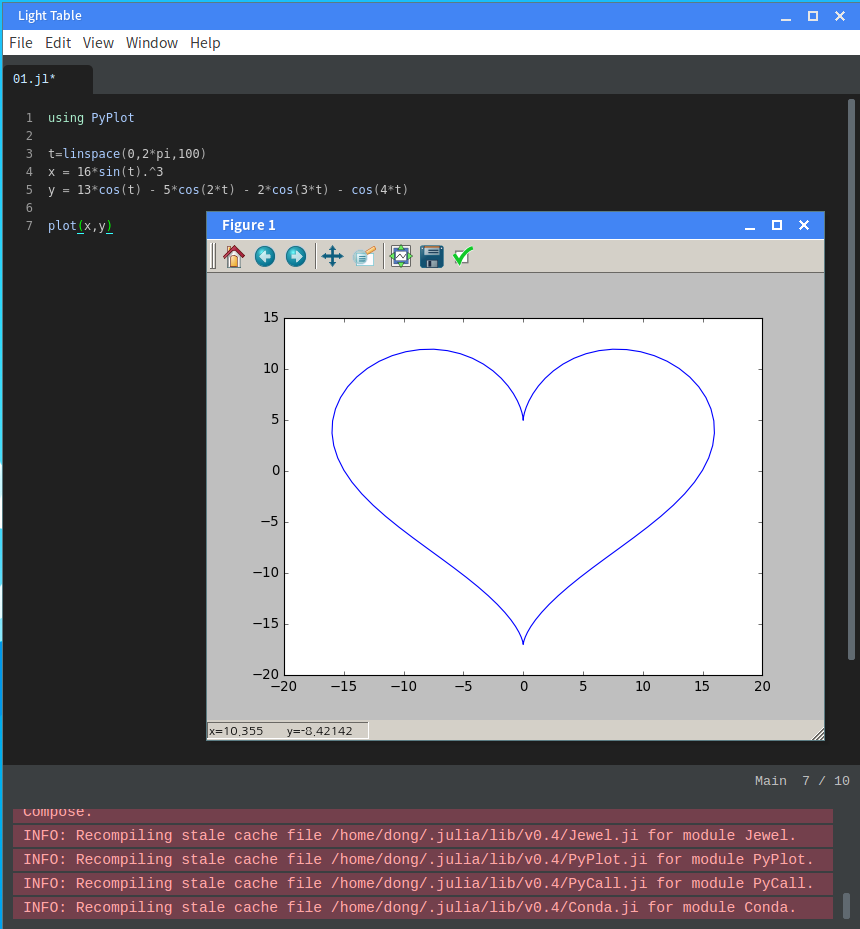 Light Table
File Edit View Window Help
01.jl*
1 using PyPlot
2
3 t=linspace(0,2*pi,100)
4 x = 16*sin(t).^3
5 y = 13*cos(t) - 5*cos(2*t) - 2*cos(3*t) - cos(4*t)
6
7 plot(x,y)
Figure 1
15
10
5
0
−5
−10
−15
−20
−20 −15 −10 −5 0 5 10 15 20
x=10.355 y=-8.42142
Main 7 / 10
Compose.
INFO: Recompiling stale cache file /home/dong/.julia/lib/v0.4/Jewel.ji for module Jewel.
INFO: Recompiling stale cache file /home/dong/.julia/lib/v0.4/PyPlot.ji for module PyPlot.
INFO: Recompiling stale cache file /home/dong/.julia/lib/v0.4/PyCall.ji for module PyCall.
INFO: Recompiling stale cache file /home/dong/.julia/lib/v0.4/Conda.ji for module Conda.